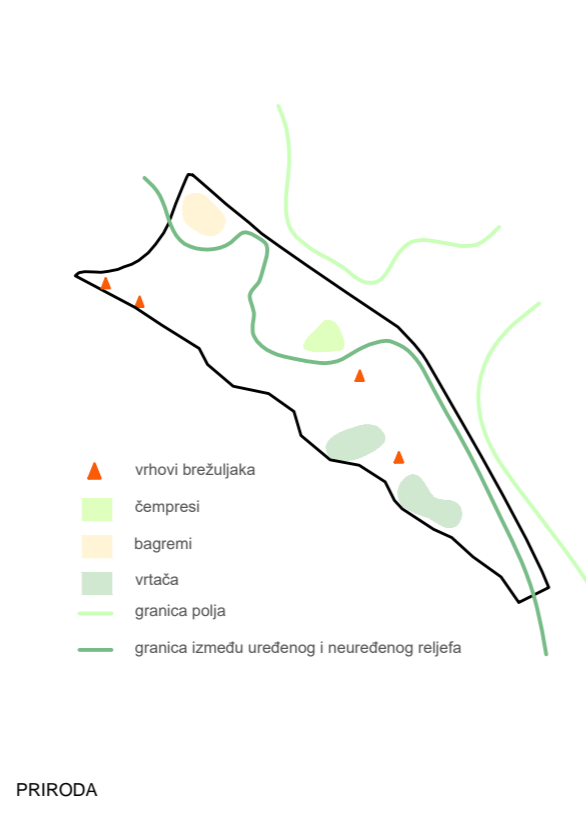 vrhovi brežuljaka
čempresi
bagremi
vrtača
granica polja
granica između uređenog i neuređenog reljefa
PRIRODA